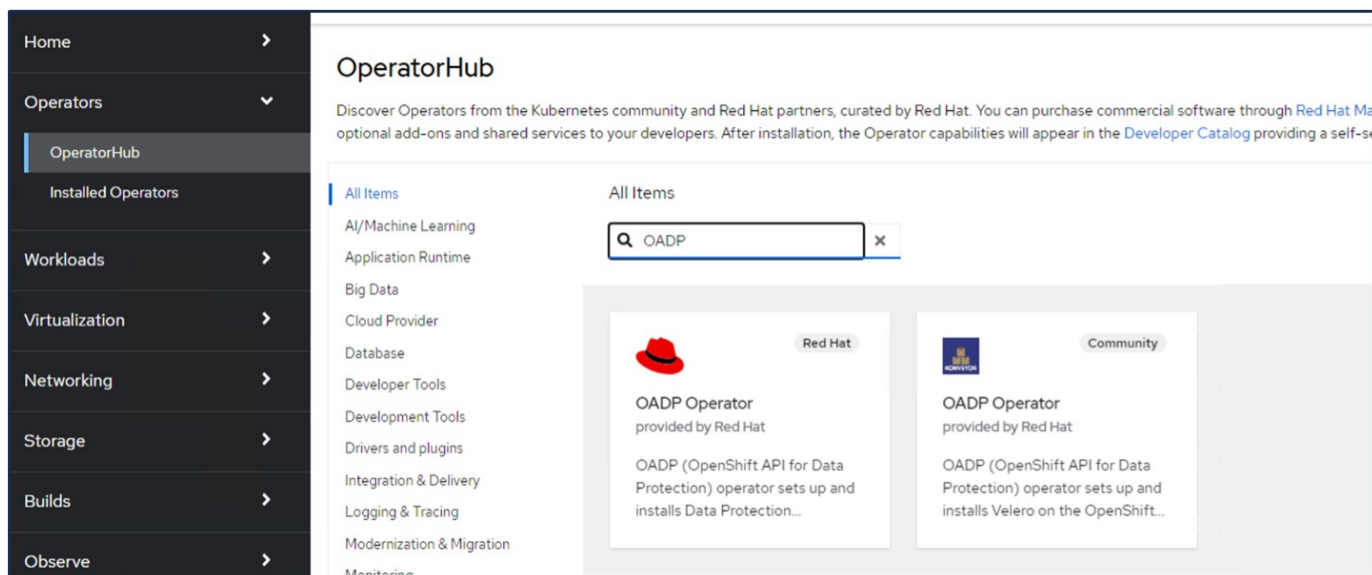 Home
Operators
OperatorHub
Installed Operators
Workloads
Virtualization
Networking
Storage
Builds
Observe
OperatorHub
Discover Operators from the Kubernetes community and Red Hat partners, curated by Red Hat. You can purchase commercial software through Red Hat Ma
optional add-ons and shared services to your developers. After installation, the Operator capabilities will appear in the Developer Catalog providing a self-se
All Items
AI/Machine Learning
Application Runtime
Big Data
Cloud Provider
Database
Developer Tools
Development Tools
Drivers and plugins
Integration & Delivery
Logging & Tracing
Modernization & Migration
Monitoring
All Items
OADP
Red Hat
OADP Operator
provided by Red Hat
OADP (OpenShift API for Data
Protection) operator sets up and
installs Data Protection...
Community
KONVEYOR
OADP Operator
provided by Red Hat
OADP (OpenShift API for Data
Protection) operator sets up and
installs Velero on the OpenShift...